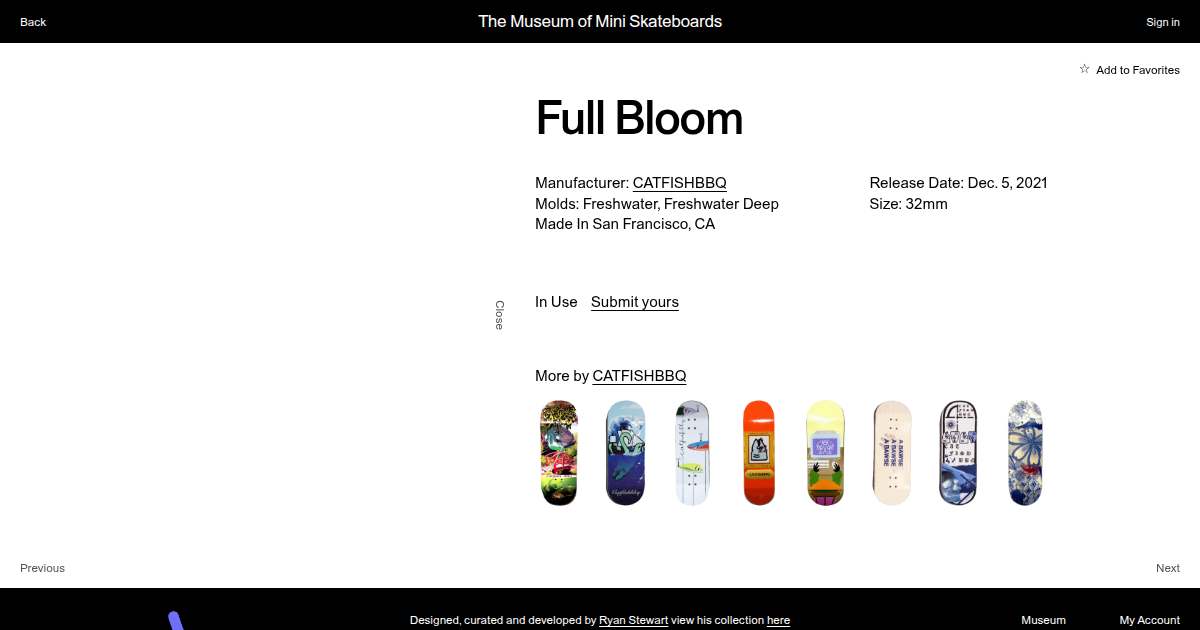 Back
The Museum of Mini Skateboards
Sign in
☆ Add to Favorites
Full Bloom
Manufacturer: CATFISHBBQ
Molds: Freshwater, Freshwater Deep
Made In San Francisco, CA
Release Date: Dec. 5, 2021
Size: 32mm
Close
In Use Submit yours
More by CATFISHBBQ
Previous
Next
Designed, curated and developed by Ryan Stewart view his collection here
Museum
My Account